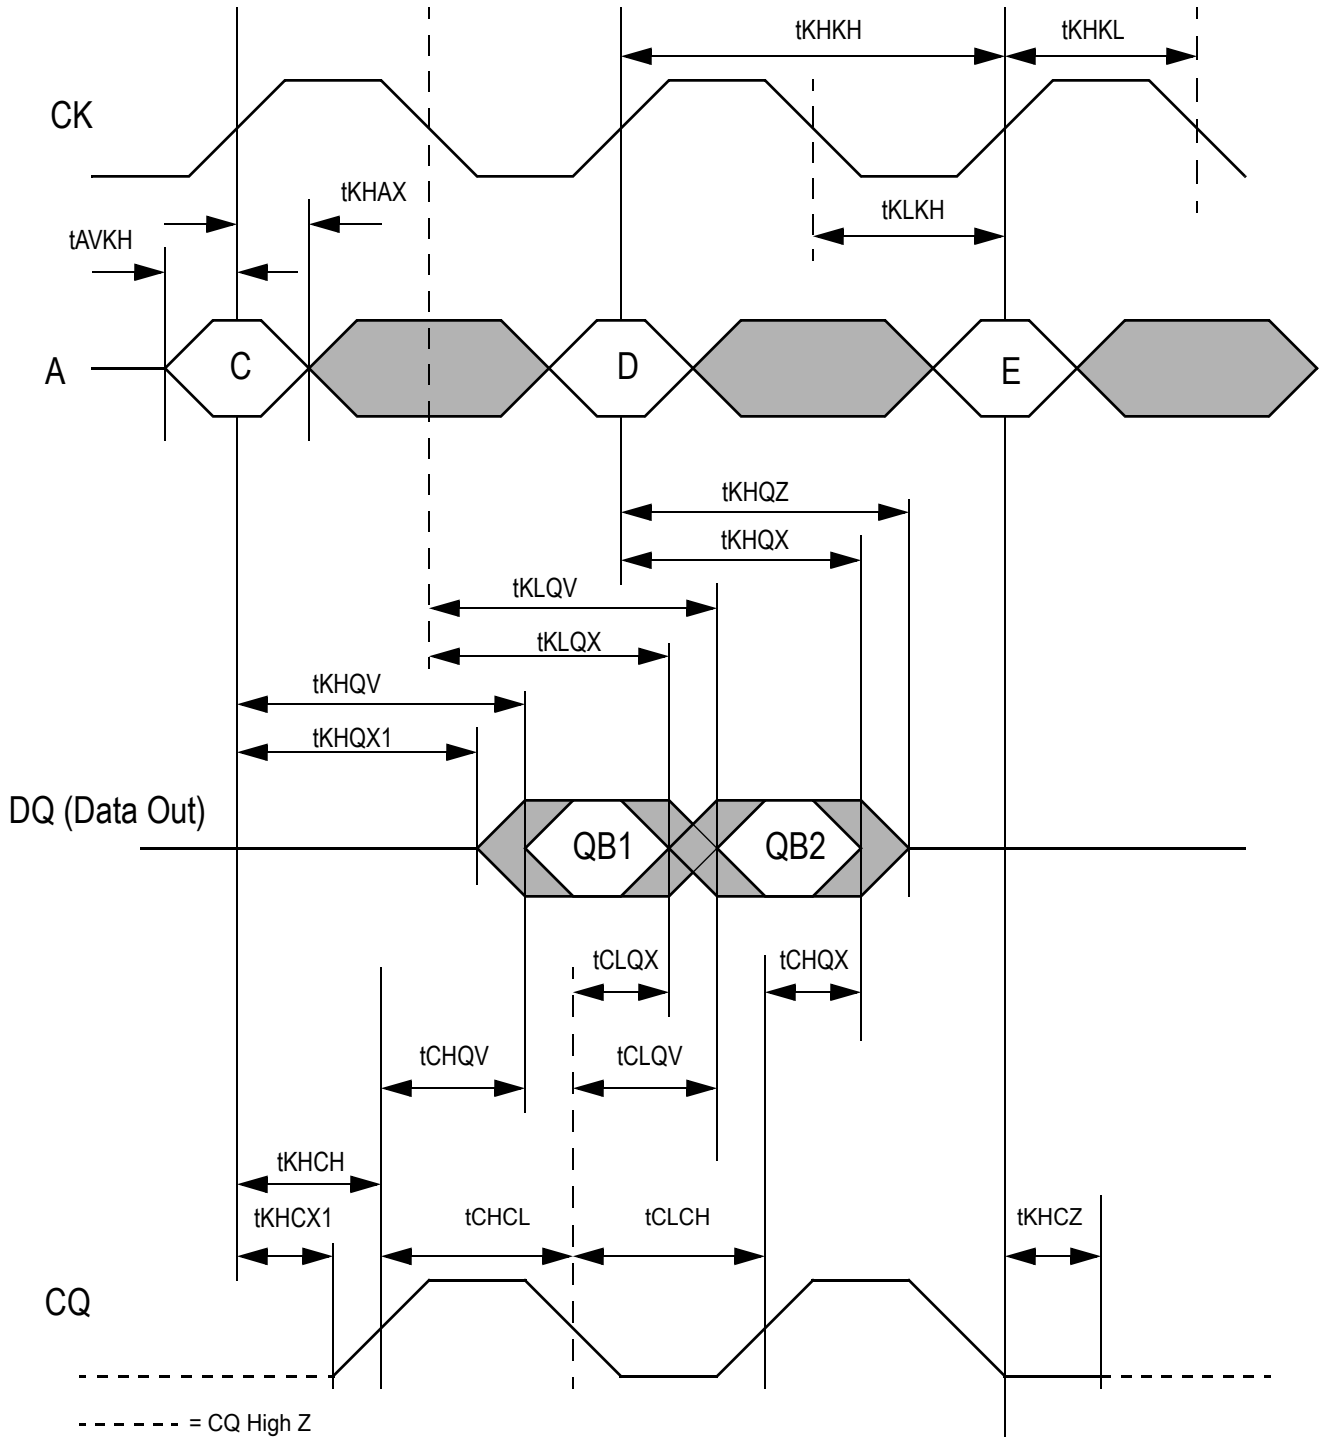 tKHKH
tKHKL
CK
tKHAX
tKLKH
tAVKH
A
C
D
E
tKHQZ
tKHQX
tKLQV
tKLQX
tKHQV
tKHQX1
DQ (Data Out)
QB1
QB2
tCLQX
tCHQX
tCHQV
tCLQV
tKHCH
tKHCX1
tCHCL
tCLCH
tKHCZ
CQ
= CQ High Z